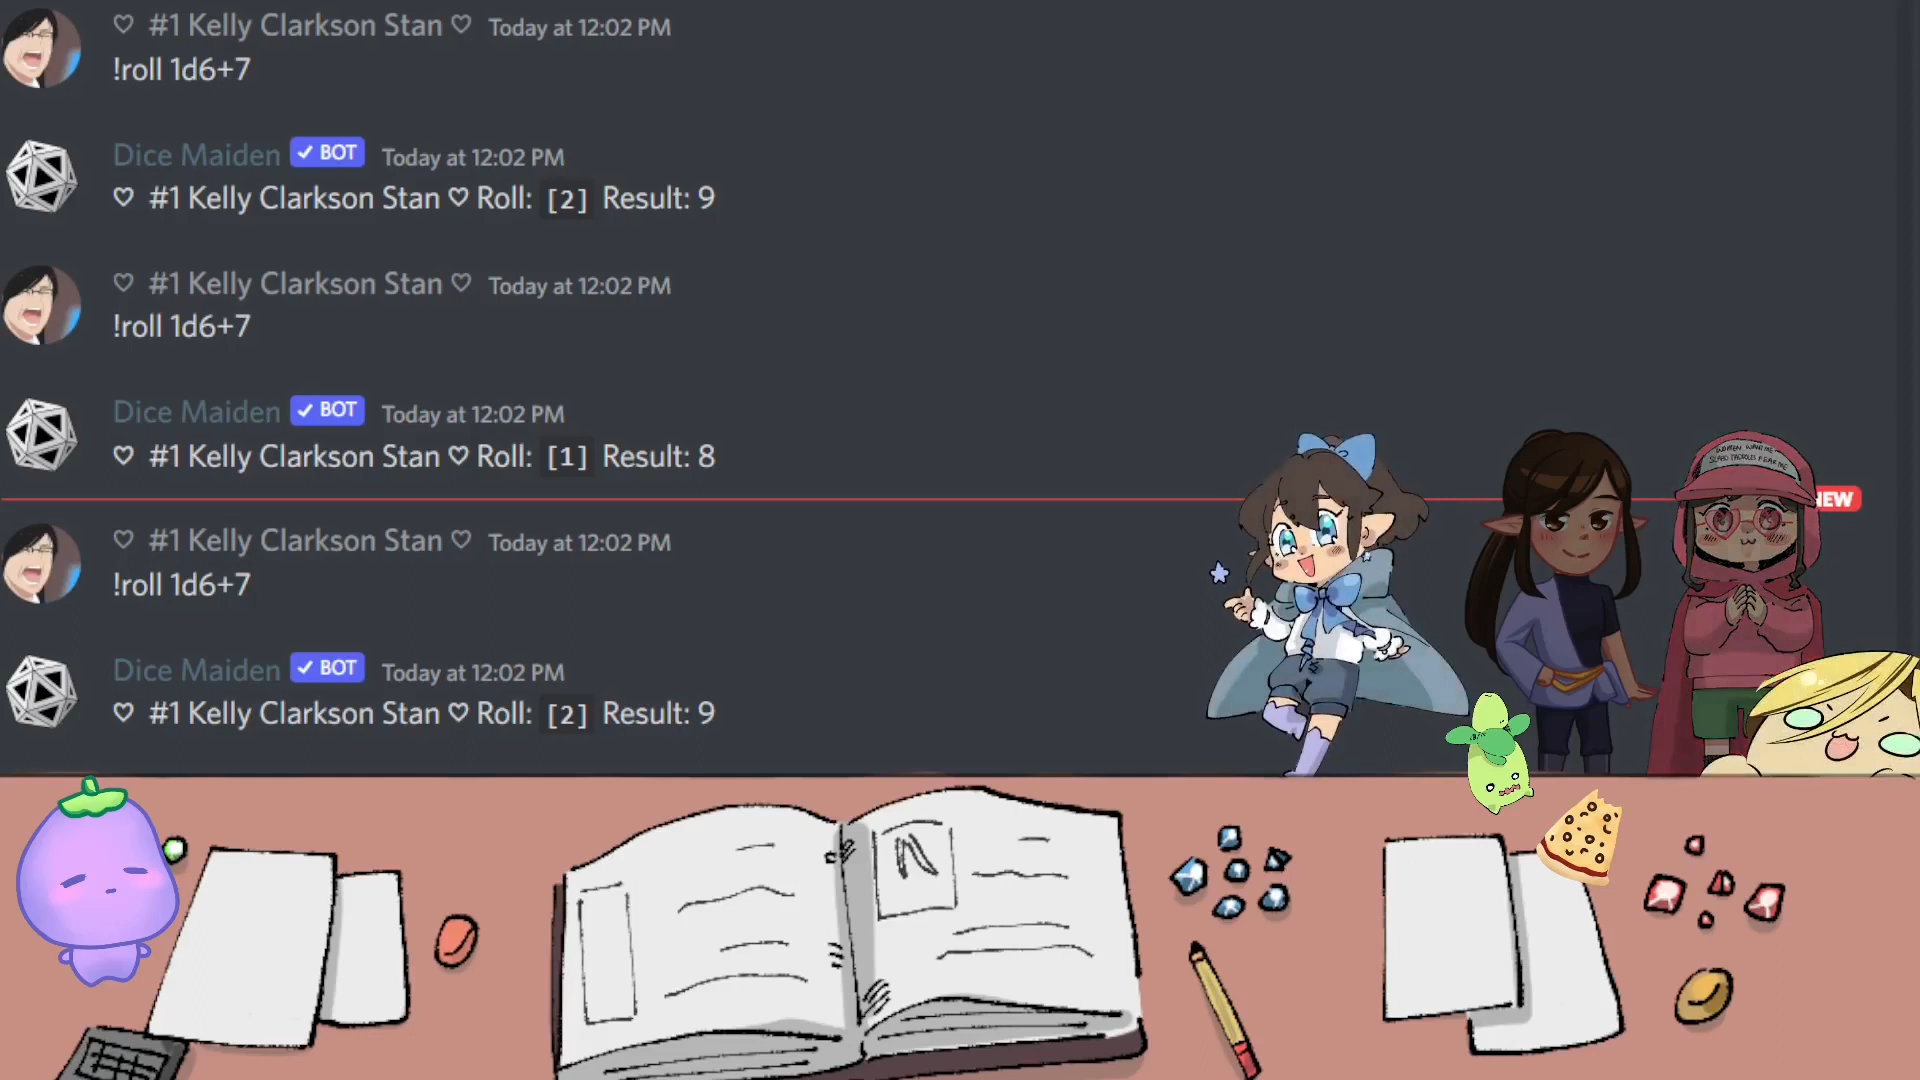 ♡ #1 Kelly Clarkson Stan ♡ Today at 12:02 PM
!roll 1d6+7
Dice Maiden ✓ BOT Today at 12:02 PM
♡ #1 Kelly Clarkson Stan ♡ Roll: [2] Result: 9
♡ #1 Kelly Clarkson Stan ♡ Today at 12:02 PM
!roll 1d6+7
Dice Maiden ✓ BOT Today at 12:02 PM
♡ #1 Kelly Clarkson Stan ♡ Roll: [1] Result: 8
WOMEN WANT ME
NEW
♡ #1 Kelly Clarkson Stan ♡ Today at 12:02 PM
!roll 1d6+7
Dice Maiden ✓ BOT Today at 12:02 PM
♡ #1 Kelly Clarkson Stan ♡ Roll: [2] Result: 9